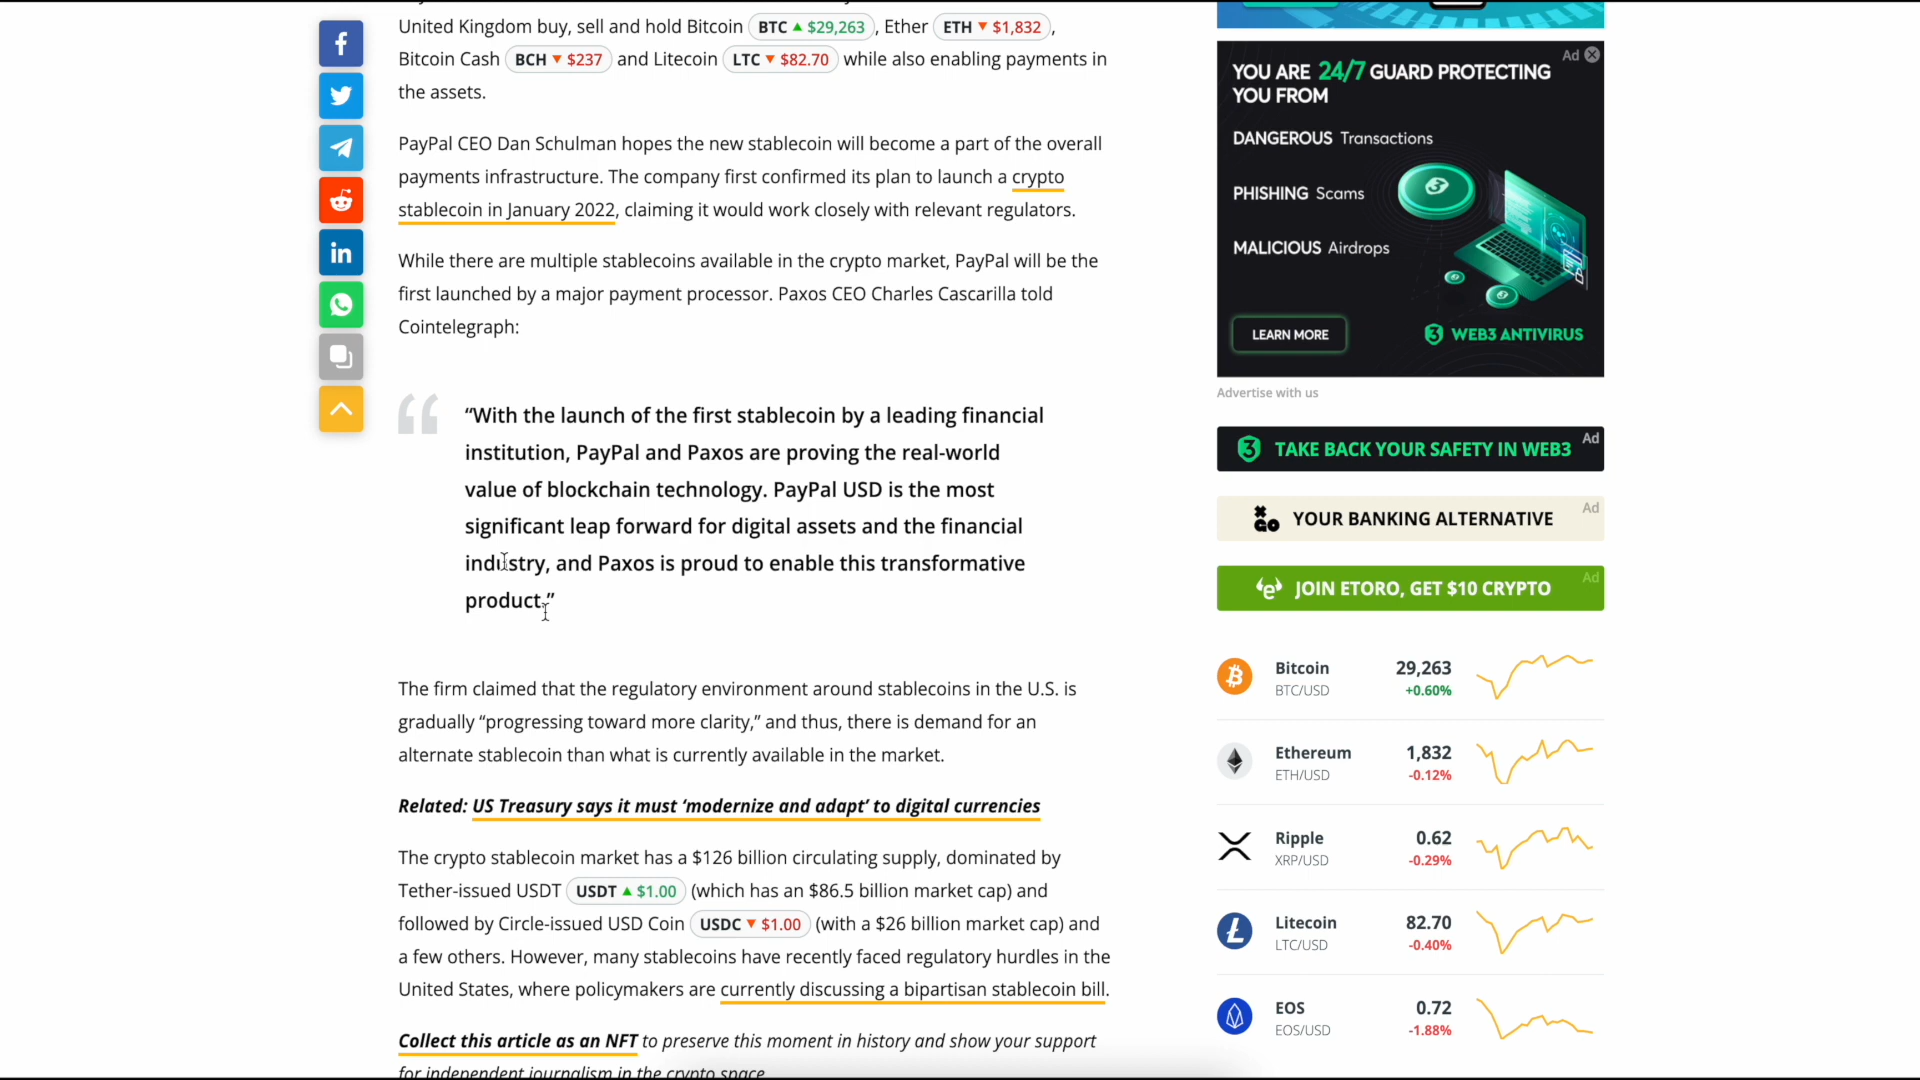 United Kingdom buy, sell and hold Bitcoin BTC ▲ $29,263 , Ether ETH ▼ $1,832 ,
Bitcoin Cash BCH ▼ $237 and Litecoin LTC ▼ $82.70 while also enabling payments in
the assets.
PayPal CEO Dan Schulman hopes the new stablecoin will become a part of the overall
payments infrastructure. The company first confirmed its plan to launch a crypto
stablecoin in January 2022, claiming it would work closely with relevant regulators.
While there are multiple stablecoins available in the crypto market, PayPal will be the
first launched by a major payment processor. Paxos CEO Charles Cascarilla told
Cointelegraph:
“With the launch of the first stablecoin by a leading financial
institution, PayPal and Paxos are proving the real-world
value of blockchain technology. PayPal USD is the most
significant leap forward for digital assets and the financial
industry, and Paxos is proud to enable this transformative
product.”
The firm claimed that the regulatory environment around stablecoins in the U.S. is
gradually “progressing toward more clarity,” and thus, there is demand for an
alternate stablecoin than what is currently available in the market.
Related: US Treasury says it must ‘modernize and adapt’ to digital currencies
The crypto stablecoin market has a $126 billion circulating supply, dominated by
Tether-issued USDT USDT ▲ $1.00 (which has an $86.5 billion market cap) and
followed by Circle-issued USD Coin USDC ▼ $1.00 (with a $26 billion market cap) and
a few others. However, many stablecoins have recently faced regulatory hurdles in the
United States, where policymakers are currently discussing a bipartisan stablecoin bill.
Collect this article as an NFT to preserve this moment in history and show your support
for independent journalism in the crypto space.
Ad
YOU ARE 24/7 GUARD PROTECTING
YOU FROM
DANGEROUS Transactions
PHISHING Scams
MALICIOUS Airdrops
LEARN MORE
WEB3 ANTIVIRUS
Advertise with us
TAKE BACK YOUR SAFETY IN WEB3 Ad
YOUR BANKING ALTERNATIVE Ad
JOIN ETORO, GET $10 CRYPTO Ad
Bitcoin 29,263
BTC/USD +0.60%
Ethereum 1,832
ETH/USD -0.12%
Ripple 0.62
XRP/USD -0.29%
Litecoin 82.70
LTC/USD -0.40%
EOS 0.72
EOS/USD -1.88%